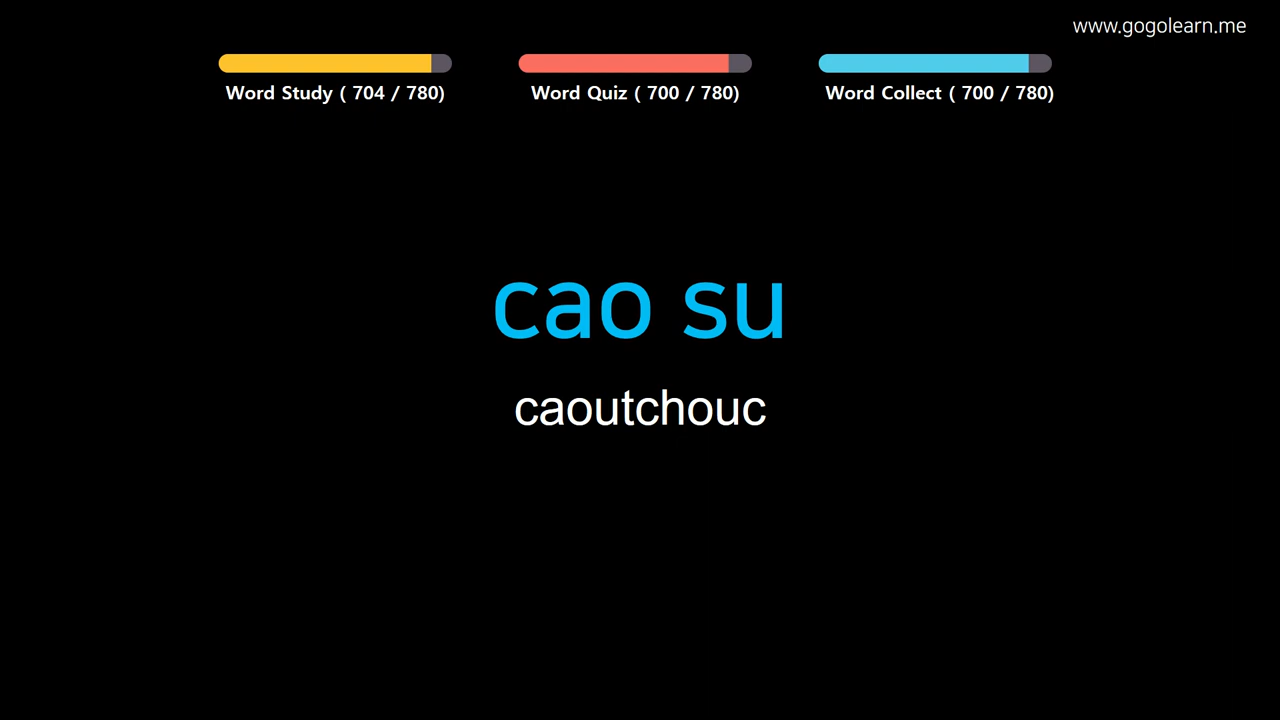 www.gogolearn.me
Word Study ( 704 / 780)
Word Quiz ( 700 / 780)
Word Collect ( 700 / 780)
cao su
caoutchouc